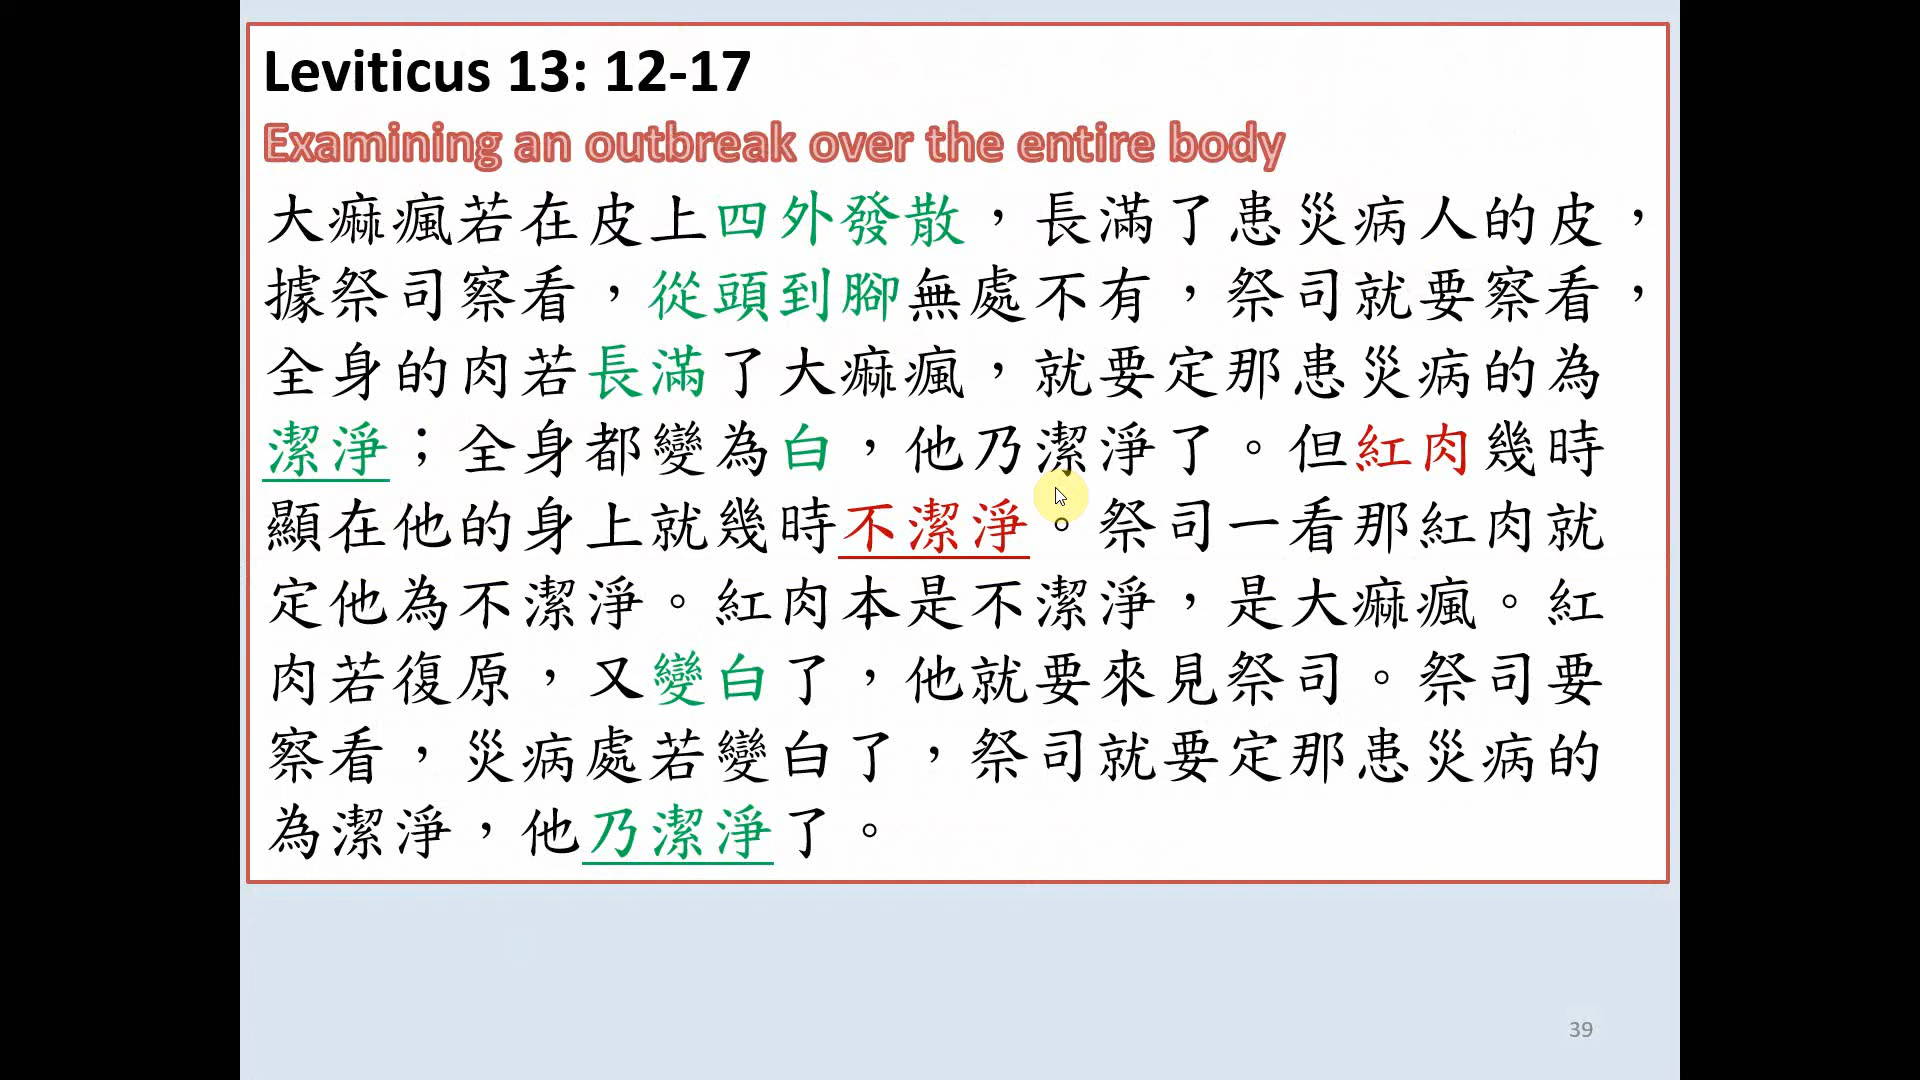 Leviticus 13: 12-17
Examining an outbreak over the entire body
大痲瘋若在皮上四外發散，長滿了患災病人的皮，
據祭司察看，從頭到腳無處不有，祭司就要察看，
全身的肉若長滿了大痲瘋，就要定那患災病的為
潔淨；全身都變為白，他乃潔淨了。但紅肉幾時
顯在他的身上就幾時不潔淨。祭司一看那紅肉就
定他為不潔淨。紅肉本是不潔淨，是大痲瘋。紅
肉若復原，又變白了，他就要來見祭司。祭司要
察看，災病處若變白了，祭司就要定那患災病的
為潔淨，他乃潔淨了。
39